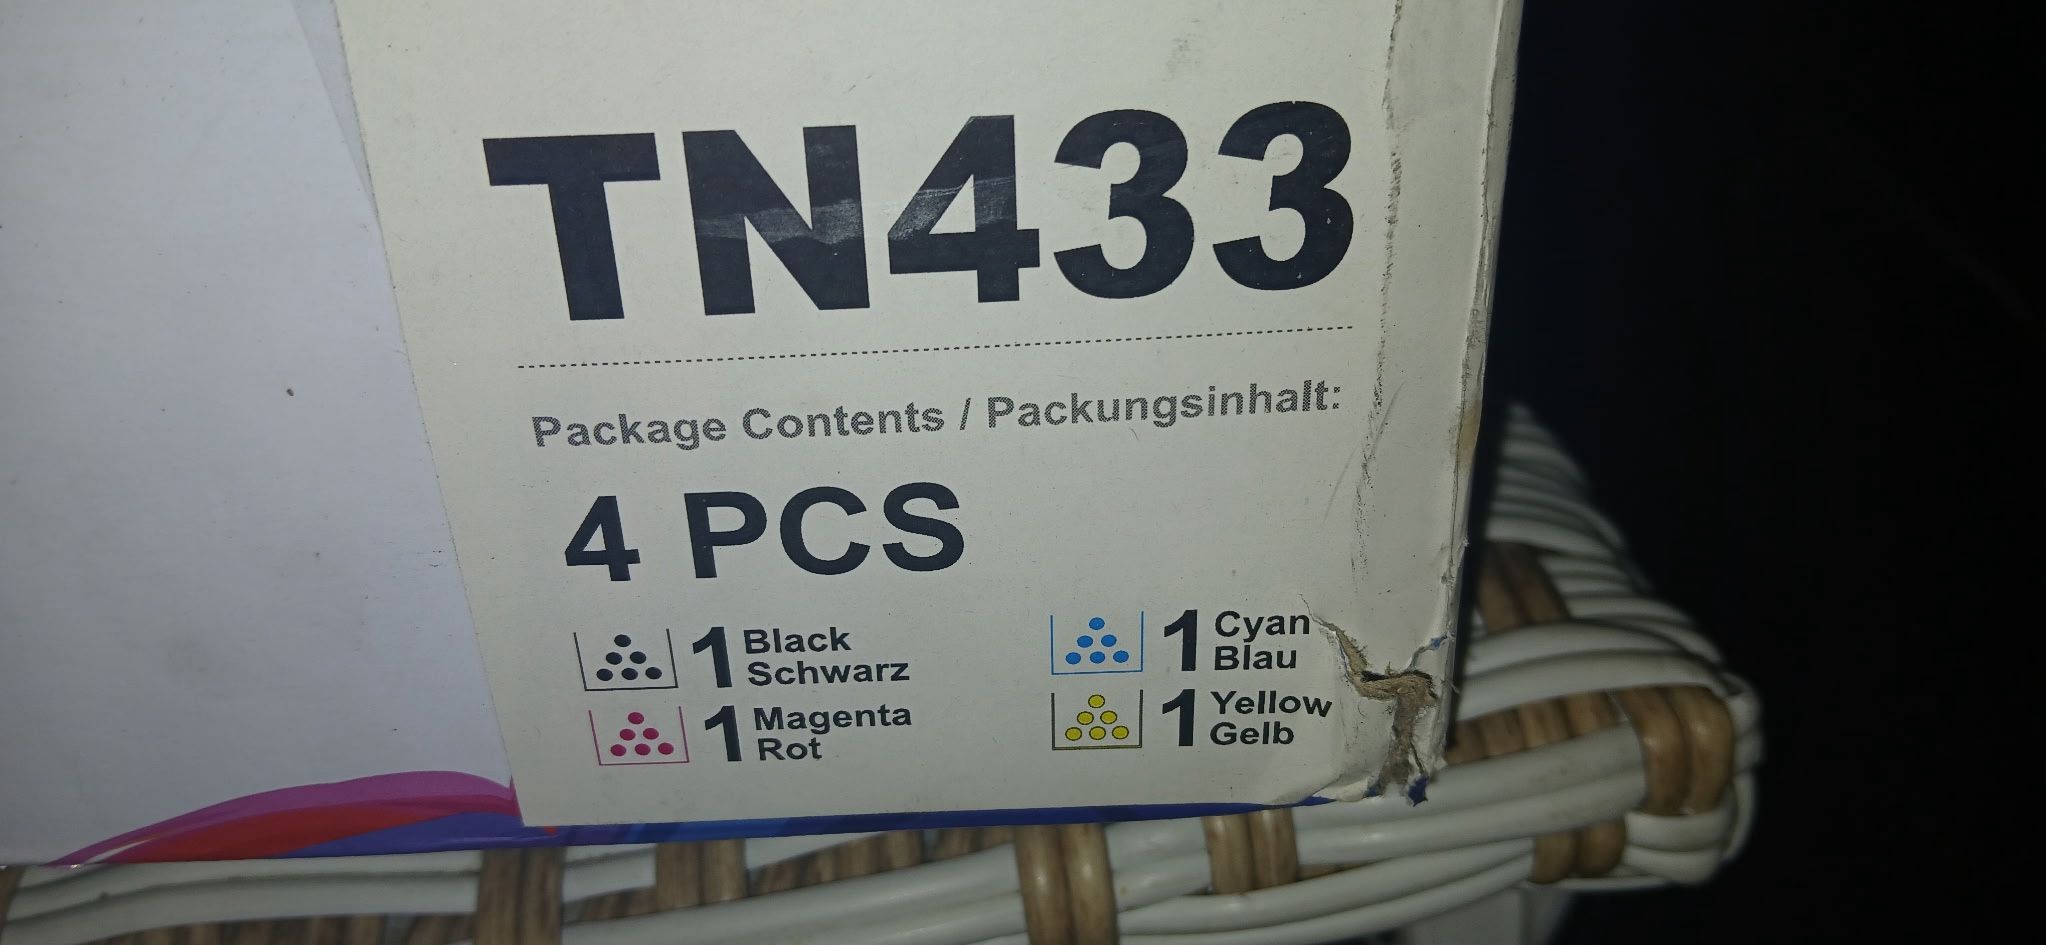 TN433
Package Contents / Packungsinhalt:
4 PCS
1 Black Schwarz
1 Cyan Blau
1 Magenta Rot
1 Yellow Gelb